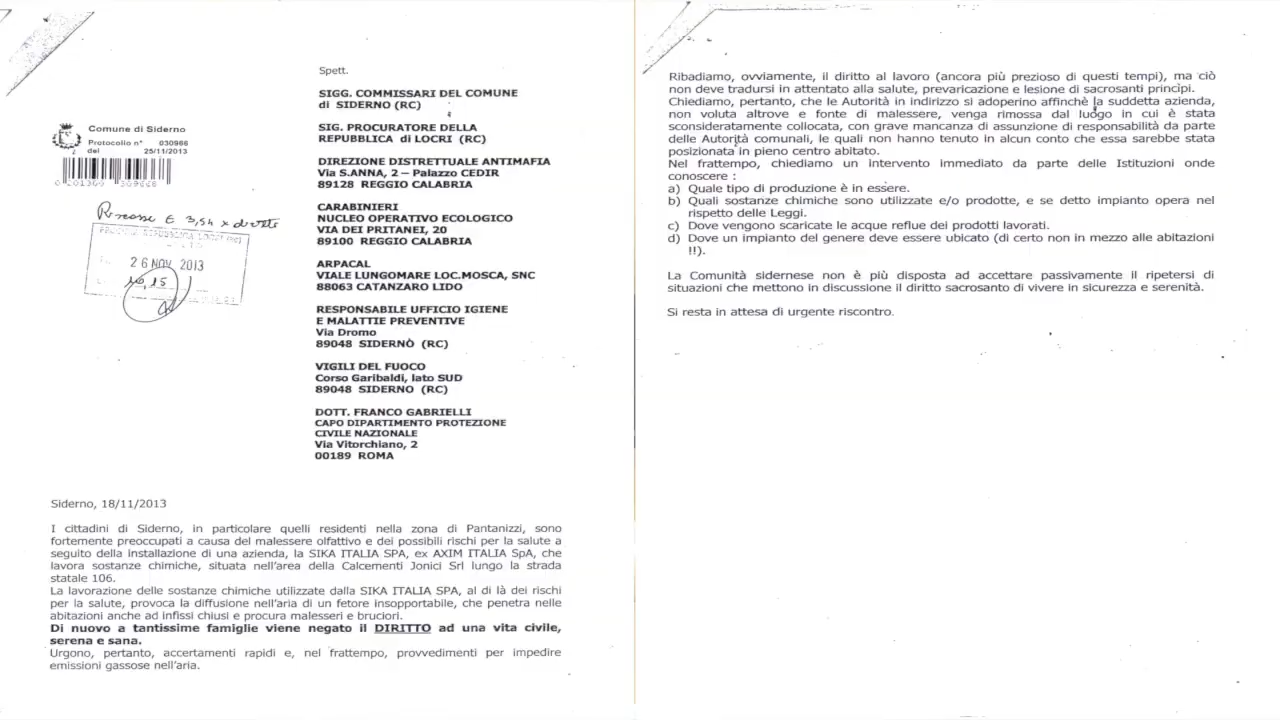 Spett.
SIGG. COMMISSARI DEL COMUNE
di SIDERNO (RC)
SIG. PROCURATORE DELLA
REPUBBLICA di LOCRI (RC)
DIREZIONE DISTRETTUALE ANTIMAFIA
Via S.ANNA, 2 – Palazzo CEDIR
89128 REGGIO CALABRIA
CARABINIERI
NUCLEO OPERATIVO ECOLOGICO
VIA DEI PRITANEI, 20
89100 REGGIO CALABRIA
ARPACAL
VIALE LUNGOMARE LOC.MOSCA, SNC
88063 CATANZARO LIDO
RESPONSABILE UFFICIO IGIENE
E MALATTIE PREVENTIVE
Via Dromo
89048 SIDERNO (RC)
VIGILI DEL FUOCO
Corso Garibaldi, lato SUD
89048 SIDERNO (RC)
DOTT. FRANCO GABRIELLI
CAPO DIPARTIMENTO PROTEZIONE
CIVILE NAZIONALE
Via Vitorchiano, 2
00189 ROMA
Comune di Siderno
Protocollo n° 030986
del 25/11/2013
€ 3,54 x
26 NOV 2013
10,15
Siderno, 18/11/2013
I cittadini di Siderno, in particolare quelli residenti nella zona di Pantanizzi, sono
fortemente preoccupati a causa del malessere olfattivo e dei possibili rischi per la salute a
seguito della installazione di una azienda, la SIKA ITALIA SPA, ex AXIM ITALIA SpA, che
lavora sostanze chimiche, situata nell'area della Calcementi Jonici Srl lungo la strada
statale 106.
La lavorazione delle sostanze chimiche utilizzate dalla SIKA ITALIA SPA, al di là dei rischi
per la salute, provoca la diffusione nell'aria di un fetore insopportabile, che penetra nelle
abitazioni anche ad infissi chiusi e procura malesseri e bruciori.
Di nuovo a tantissime famiglie viene negato il DIRITTO ad una vita civile,
serena e sana.
Urgono, pertanto, accertamenti rapidi e, nel frattempo, provvedimenti per impedire
emissioni gassose nell'aria.
Ribadiamo, ovviamente, il diritto al lavoro (ancora più prezioso di questi tempi), ma ciò
non deve tradursi in attentato alla salute, prevaricazione e lesione di sacrosanti principi.
Chiediamo, pertanto, che le Autorità in indirizzo si adoperino affinchè la suddetta azienda,
non voluta altrove e fonte di malessere, venga rimossa dal luogo in cui è stata
sconsideratamente collocata, con grave mancanza di assunzione di responsabilità da parte
delle Autorità comunali, le quali non hanno tenuto in alcun conto che essa sarebbe stata
posizionata in pieno centro abitato.
Nel frattempo, chiediamo un intervento immediato da parte delle Istituzioni onde
conoscere :
a) Quale tipo di produzione è in essere.
b) Quali sostanze chimiche sono utilizzate e/o prodotte, e se detto impianto opera nel
rispetto delle Leggi.
c) Dove vengono scaricate le acque reflue dei prodotti lavorati.
d) Dove un impianto del genere deve essere ubicato (di certo non in mezzo alle abitazioni
!!).
La Comunità sidernese non è più disposta ad accettare passivamente il ripetersi di
situazioni che mettono in discussione il diritto sacrosanto di vivere in sicurezza e serenità.
Si resta in attesa di urgente riscontro.